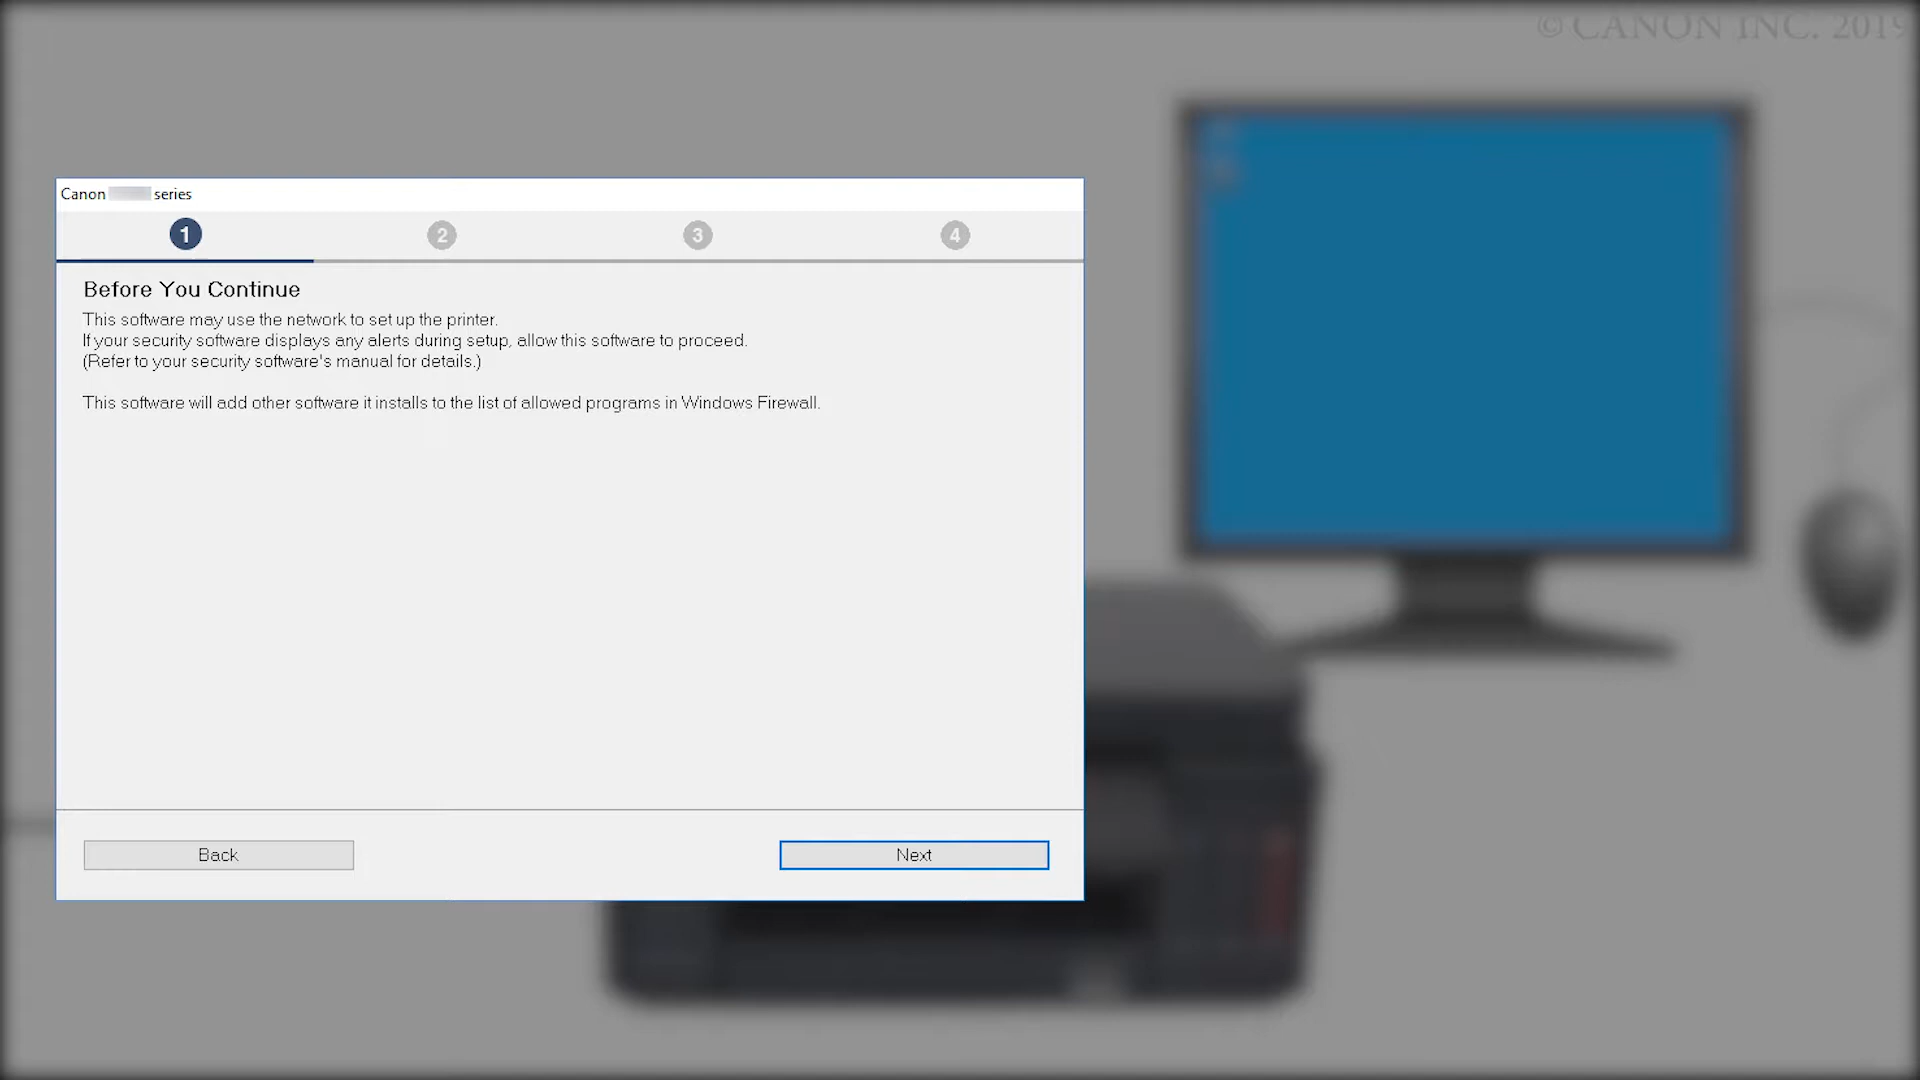 © CANON INC. 2019
Canon series
1 2 3 4
Before You Continue
This software may use the network to set up the printer.
If your security software displays any alerts during setup, allow this software to proceed.
(Refer to your security software's manual for details.)
This software will add other software it installs to the list of allowed programs in Windows Firewall.
Back Next